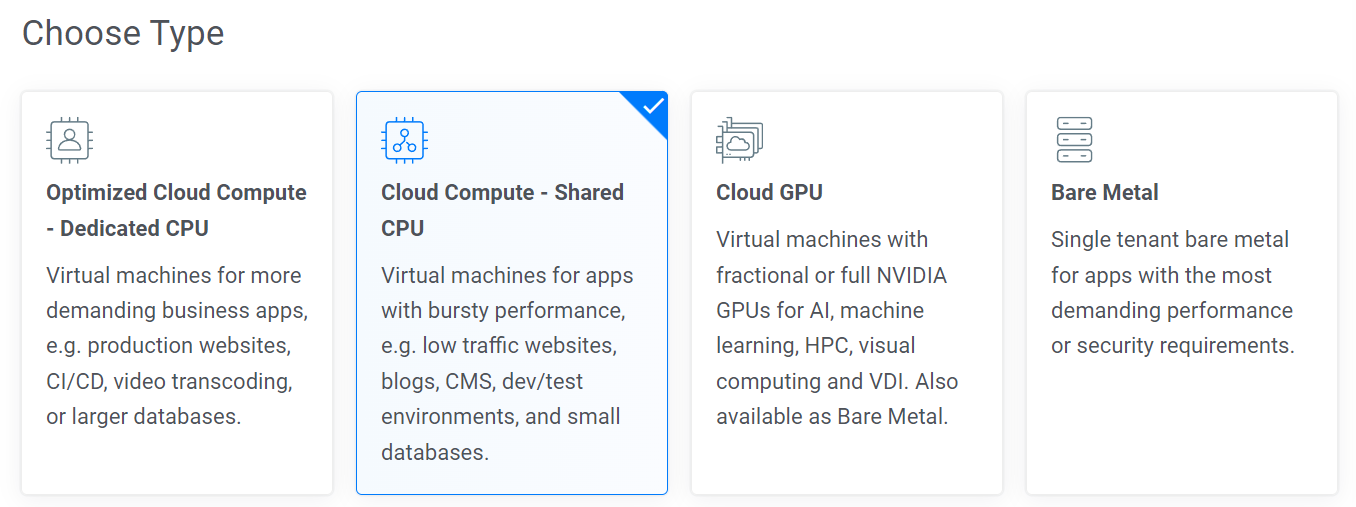 Choose Type
Optimized Cloud Compute
- Dedicated CPU
Virtual machines for more
demanding business apps,
e.g. production websites,
CI/CD, video transcoding,
or larger databases.
Cloud Compute - Shared
CPU
Virtual machines for apps
with bursty performance,
e.g. low traffic websites,
blogs, CMS, dev/test
environments, and small
databases.
Cloud GPU
Virtual machines with
fractional or full NVIDIA
GPUs for AI, machine
learning, HPC, visual
computing and VDI. Also
available as Bare Metal.
Bare Metal
Single tenant bare metal
for apps with the most
demanding performance
or security requirements.